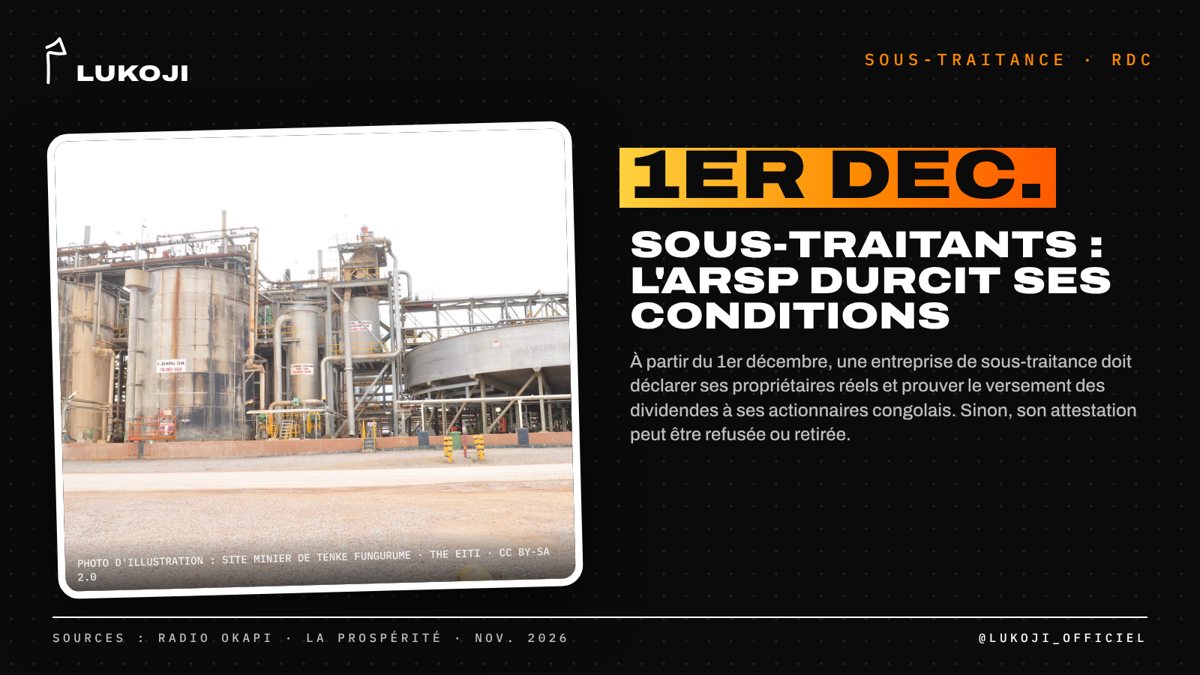 LUKOJI
SOUS-TRAITANCE · RDC
1ER DEC.
SOUS-TRAITANTS :
L'ARSP DURCIT SES
CONDITIONS
À partir du 1er décembre, une entreprise de sous-traitance doit
déclarer ses propriétaires réels et prouver le versement des
dividendes à ses actionnaires congolais. Sinon, son attestation
peut être refusée ou retirée.
PHOTO D'ILLUSTRATION : SITE MINIER DE TENKE FUNGURUME · THE EITI · CC BY-SA
2.0
SOURCES : RADIO OKAPI · LA PROSPÉRITÉ · NOV. 2026
@LUKOJI_OFFICIEL